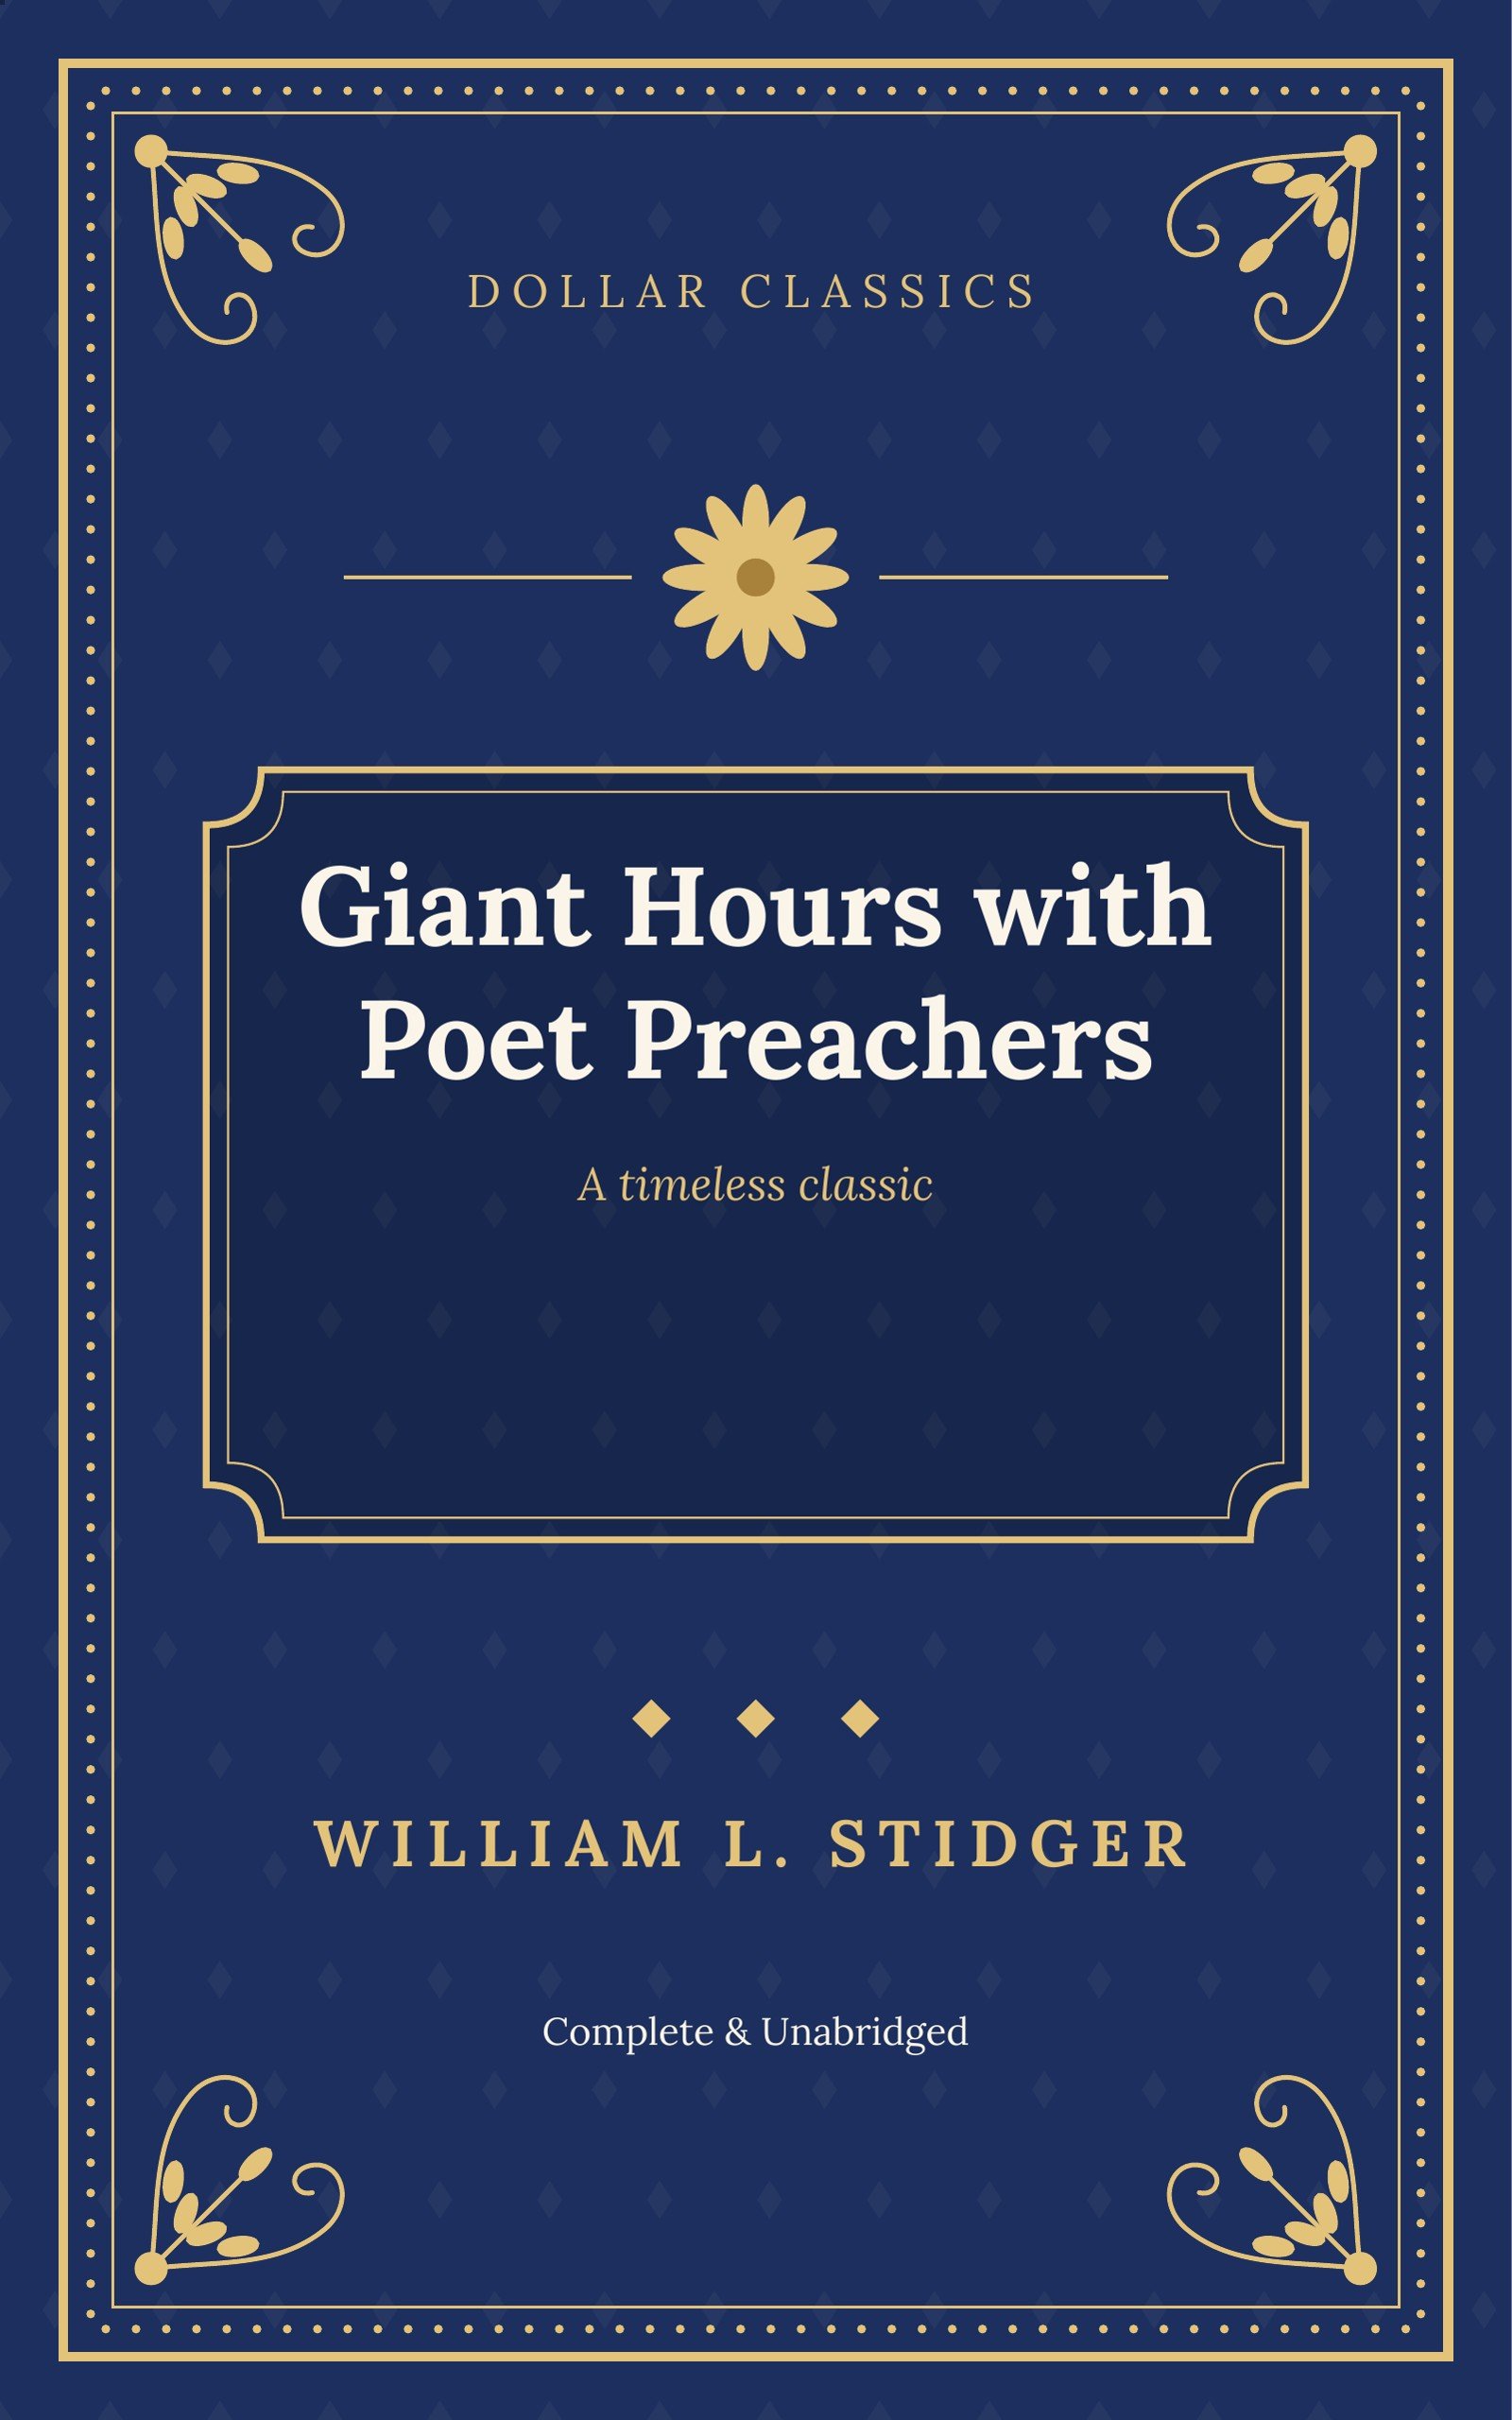 DOLLAR CLASSICS
Giant Hours with
Poet Preachers
A timeless classic
WILLIAM L. STIDGER
Complete & Unabridged